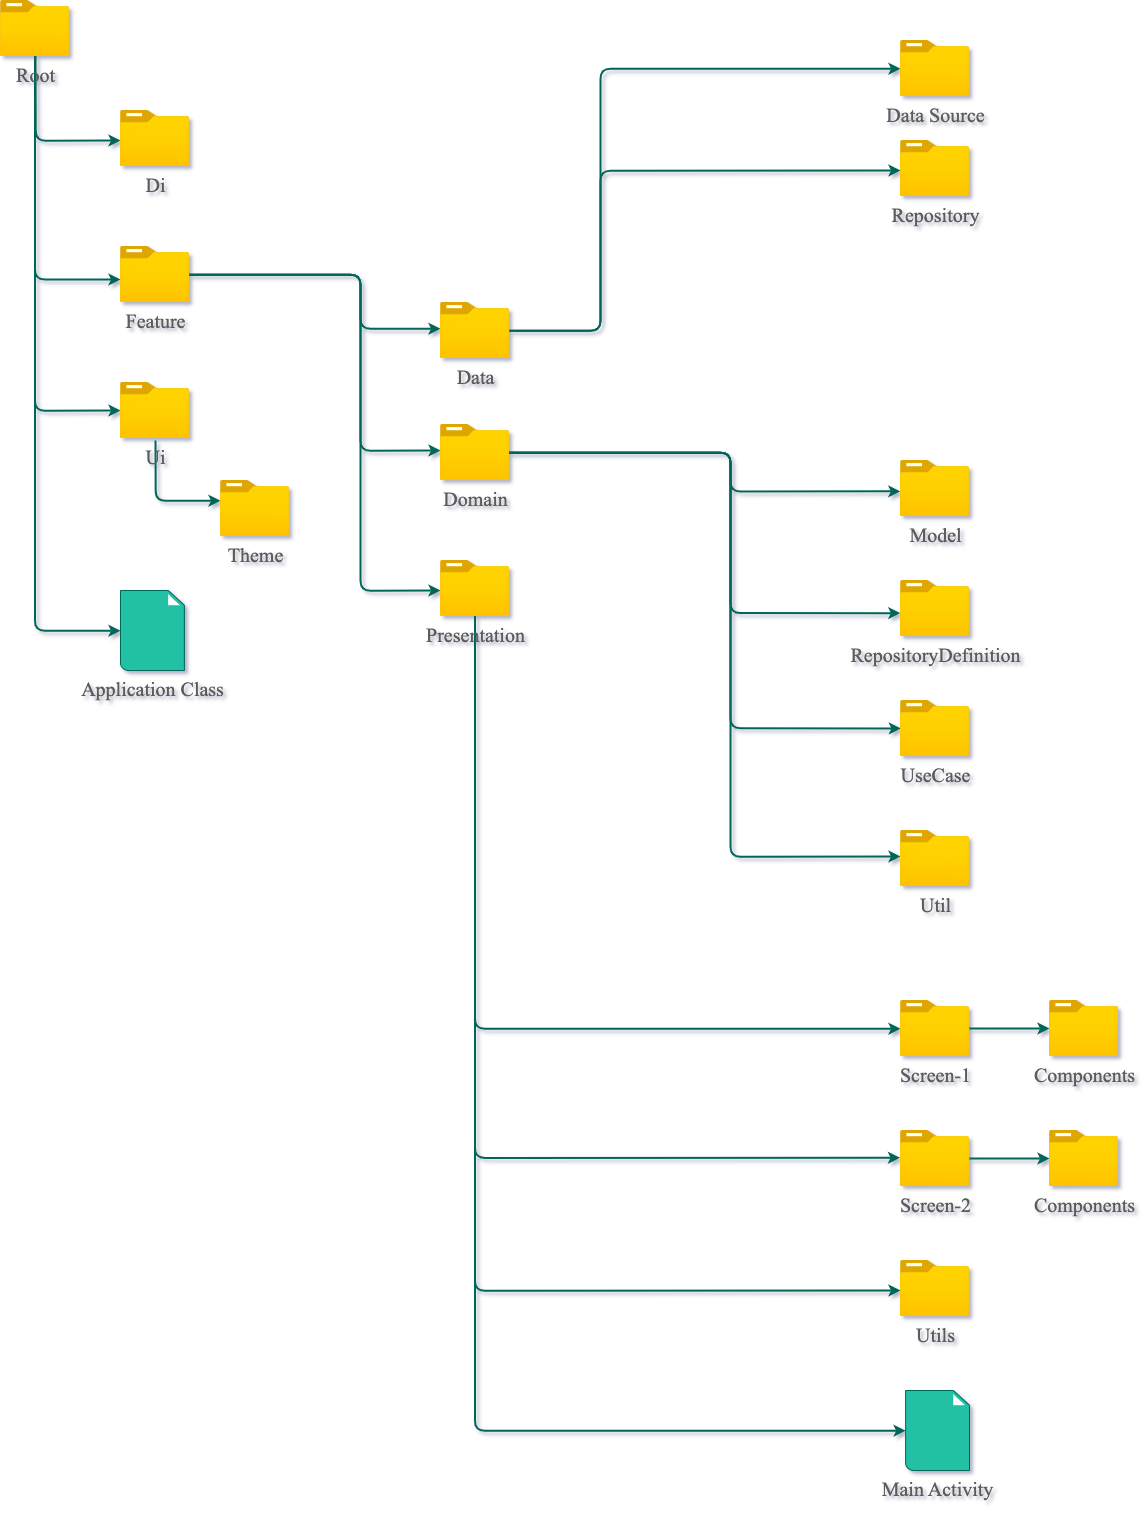 Root
Di
Feature
Ui
Theme
Application Class
Data
Domain
Presentation
Data Source
Repository
Model
RepositoryDefinition
UseCase
Util
Screen-1
Components
Screen-2
Components
Utils
Main Activity